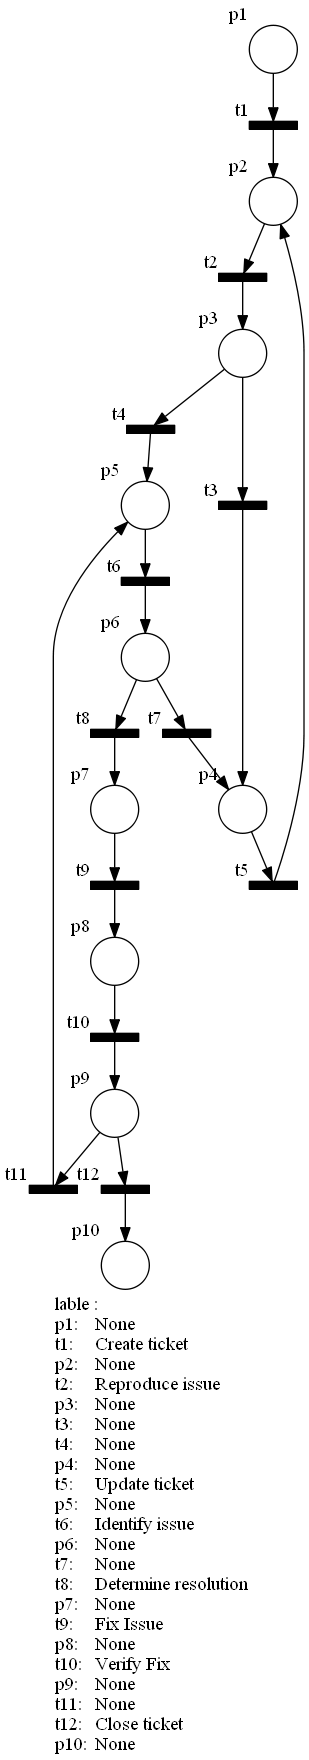 p1
t1
p2
t2
p3
t4
p5
t3
t6
p6
t8
t7
p7
p4
t9
t5
p8
t10
p9
t11
t12
p10
lable :
p1: None
t1: Create ticket
p2: None
t2: Reproduce issue
p3: None
t3: None
t4: None
p4: None
t5: Update ticket
p5: None
t6: Identify issue
p6: None
t7: None
t8: Determine resolution
p7: None
t9: Fix Issue
p8: None
t10: Verify Fix
p9: None
t11: None
t12: Close ticket
p10: None